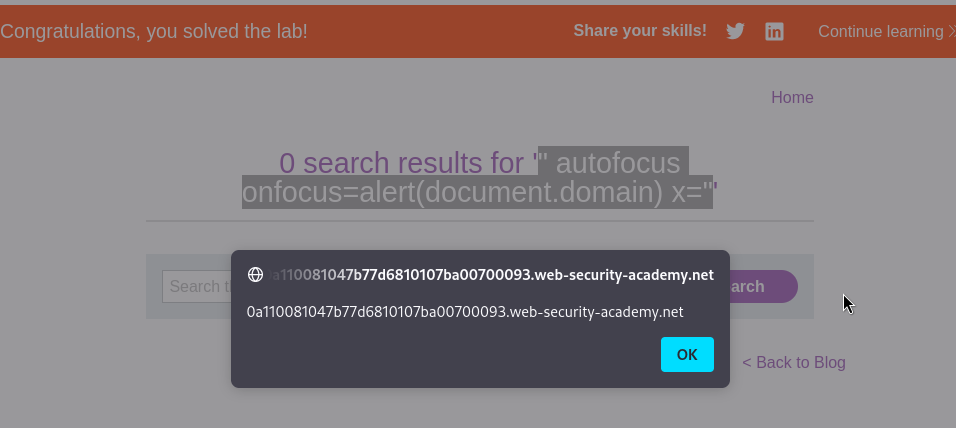 Congratulations, you solved the lab!
Share your skills!
Continue learning
Home
0 search results for '" autofocus
onfocus=alert(document.domain) x="'
a110081047b77d6810107ba00700093.web-security-academy.net
0a110081047b77d6810107ba00700093.web-security-academy.net
Search
arch
OK
< Back to Blog